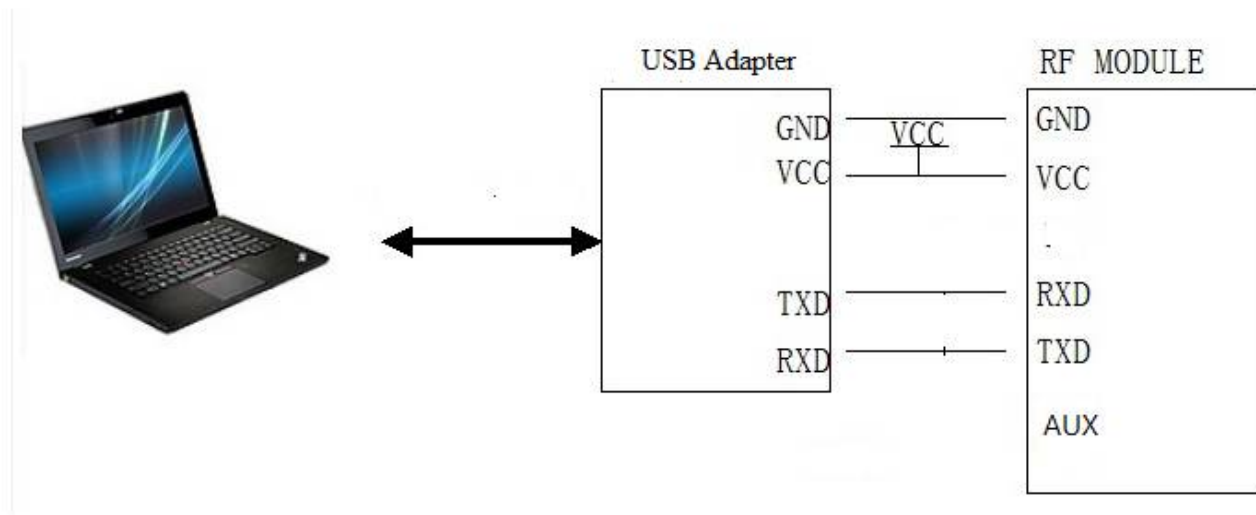 USB Adapter
RF MODULE
GND
VCC
GND
VCC
VCC
TXD
RXD
RXD
TXD
AUX